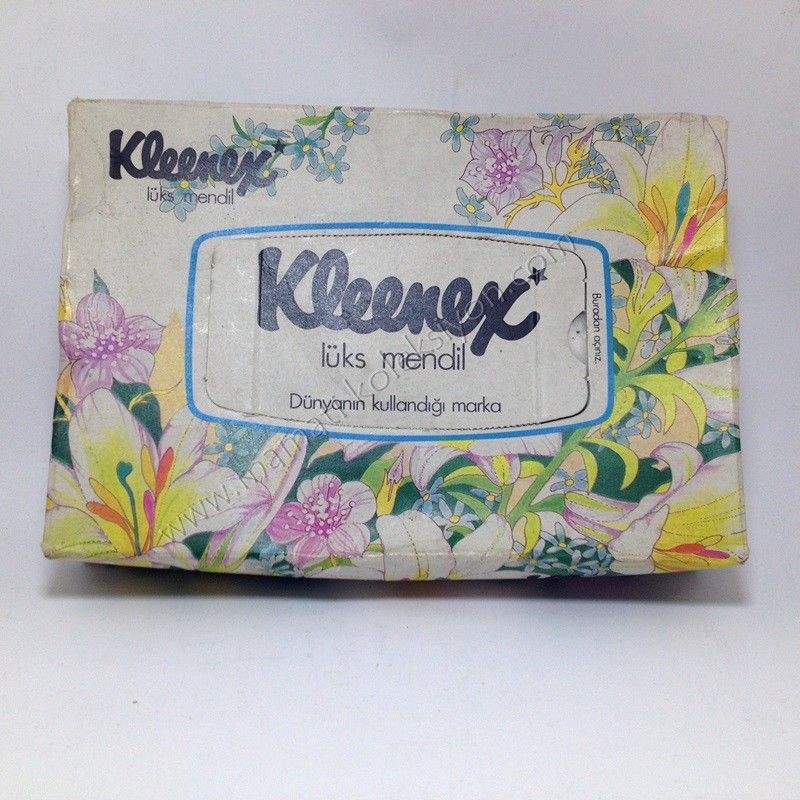 Kleenex*
lüks mendil
Kleenex*
lüks mendil
Dünyanın kullandığı marka
Buradan açınız.